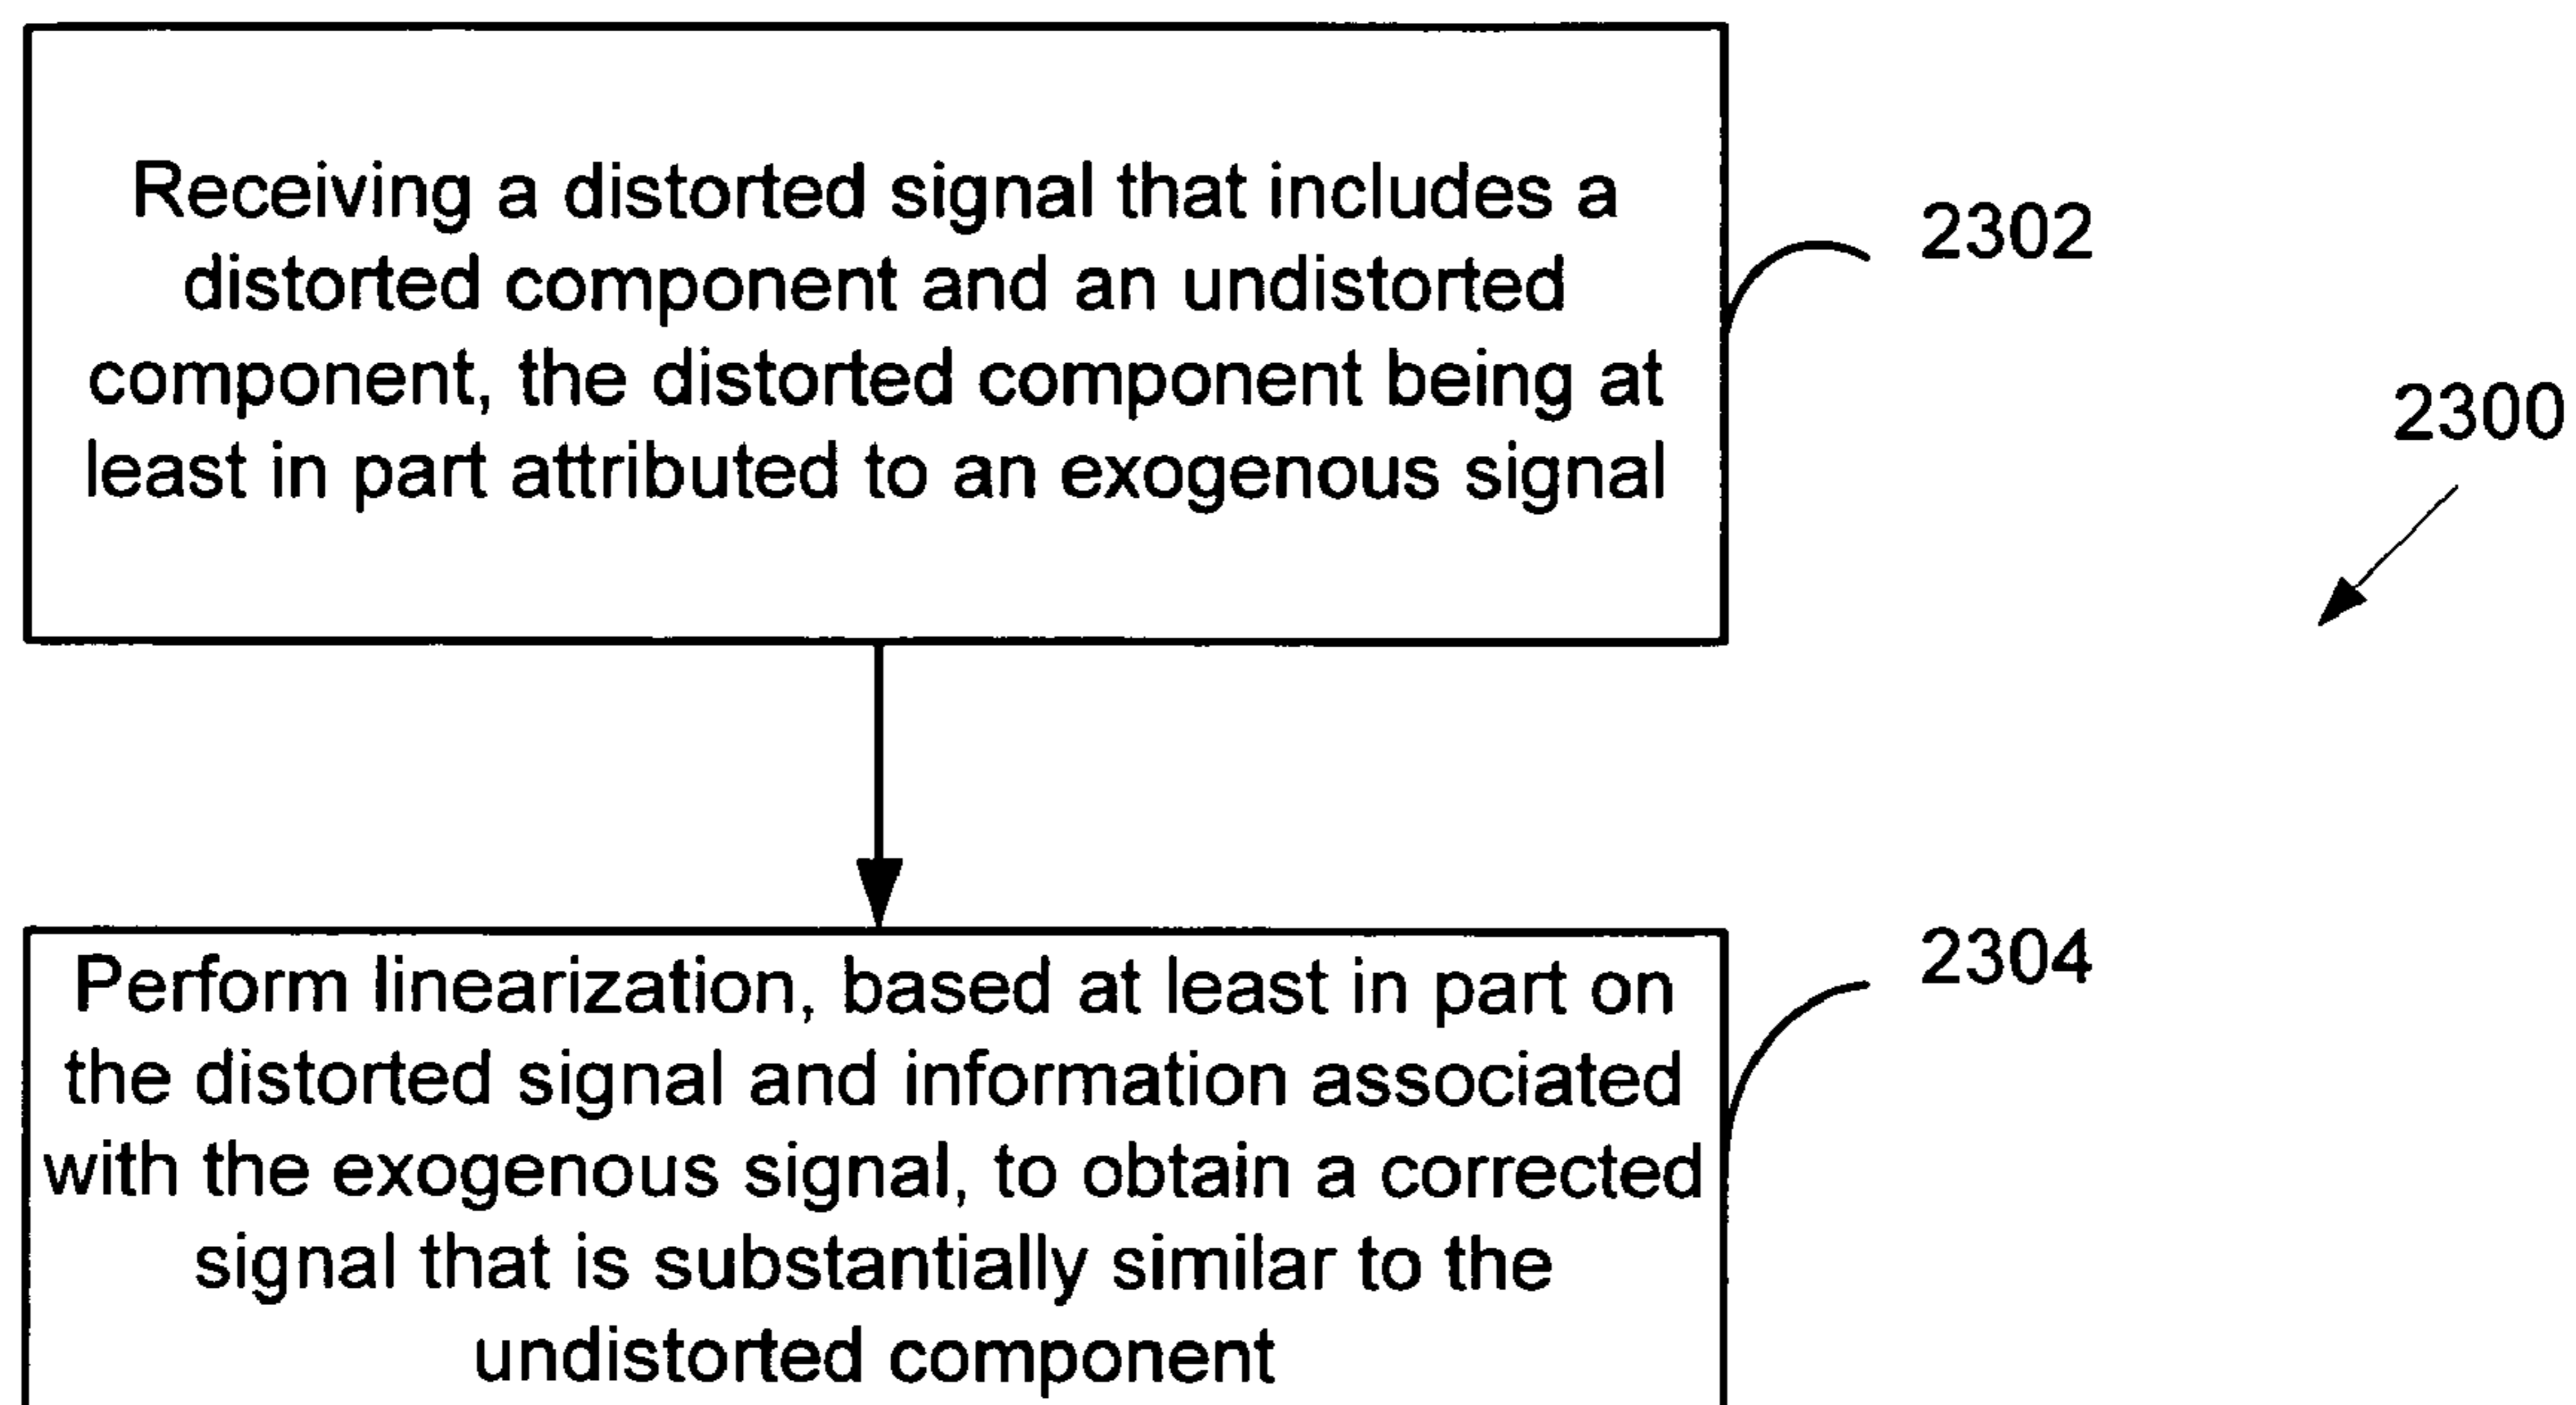 Receiving a distorted signal that includes a
distorted component and an undistorted
component, the distorted component being at
least in part attributed to an exogenous signal
2302
2300
Perform linearization, based at least in part on
the distorted signal and information associated
with the exogenous signal, to obtain a corrected
signal that is substantially similar to the
undistorted component
2304